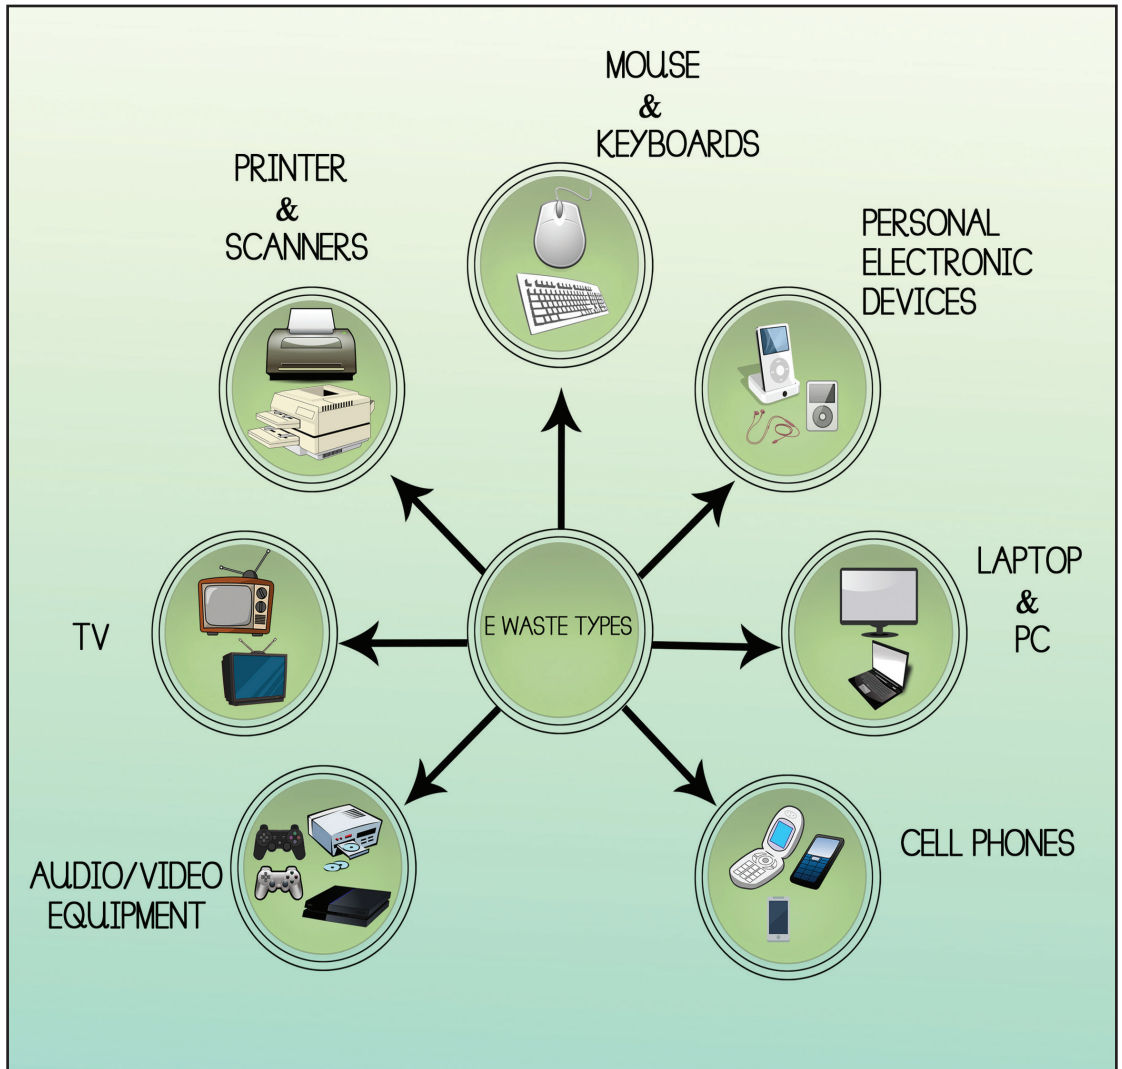 MOUSE
&
KEYBOARDS
PRINTER
&
SCANNERS
PERSONAL
ELECTRONIC
DEVICES
E WASTE TYPES
LAPTOP
&
PC
TV
CELL PHONES
AUDIO/VIDEO
EQUIPMENT